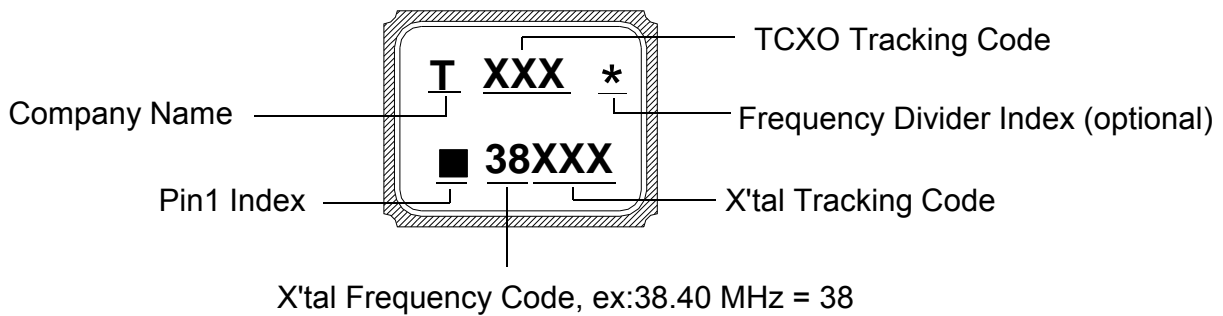 TCXO Tracking Code
T XXX *
Company Name
Frequency Divider Index (optional)
■ 38XXX
Pin1 Index
X'tal Tracking Code
X'tal Frequency Code, ex:38.40 MHz = 38